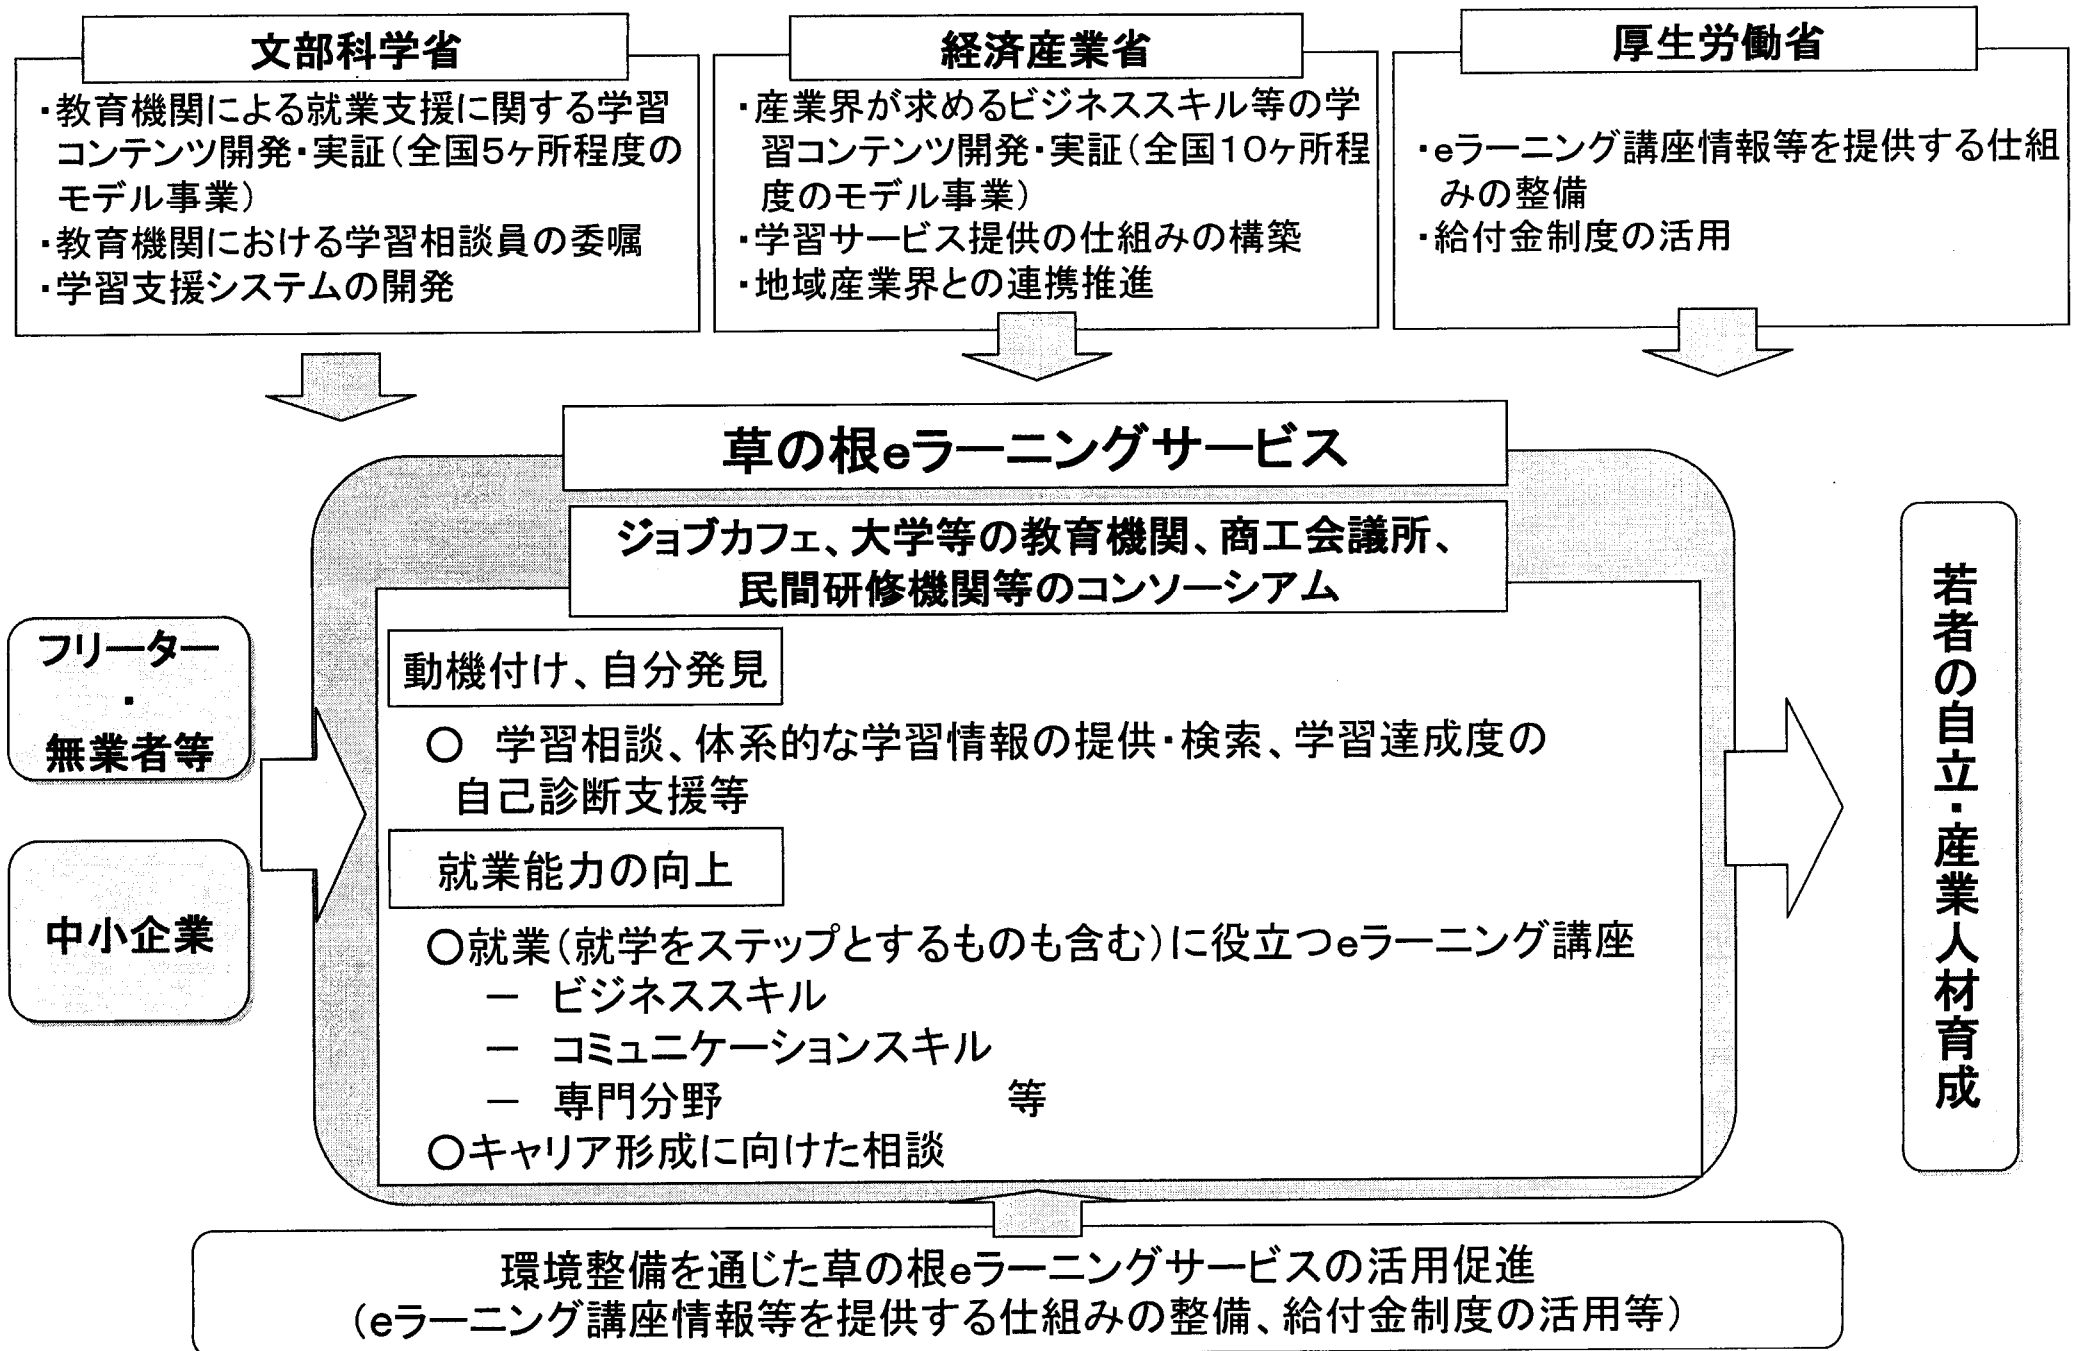 文部科学省
・教育機関による就業支援に関する学習
コンテンツ開発・実証(全国5ヶ所程度の
モデル事業)
・教育機関における学習相談員の委嘱
・学習支援システムの開発
経済産業省
・産業界が求めるビジネススキル等の学
習コンテンツ開発・実証(全国10ヶ所程
度のモデル事業)
・学習サービス提供の仕組みの構築
・地域産業界との連携推進
厚生労働省
・eラーニング講座情報等を提供する仕組
みの整備
・給付金制度の活用
草の根eラーニングサービス
ジョブカフェ、大学等の教育機関、商工会議所、
民間研修機関等のコンソーシアム
フリーター
・
無業者等
中小企業
動機付け、自分発見
○ 学習相談、体系的な学習情報の提供・検索、学習達成度の
自己診断支援等
就業能力の向上
○就業(就学をステップとするものも含む)に役立つeラーニング講座
－ ビジネススキル
－ コミュニケーションスキル
－ 専門分野 等
○キャリア形成に向けた相談
若者の自立・産業人材育成
環境整備を通じた草の根eラーニングサービスの活用促進
(eラーニング講座情報等を提供する仕組みの整備、給付金制度の活用等)